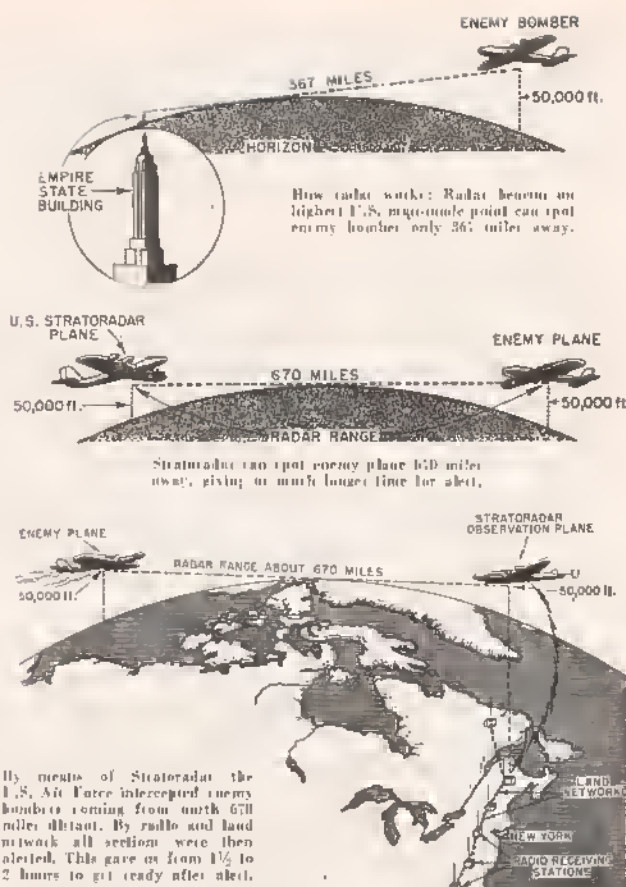 ENEMY BOMBER
367 MILES
50,000 ft.
HORIZON
EMPIRE
STATE
BUILDING
How radar works: Radar beacon on
highest U.S. man-made point can spot
enemy bomber only 367 miles away.
U.S. STRATORADAR
PLANE
ENEMY PLANE
670 MILES
50,000 ft.
50,000 ft
RADAR RANGE
Stratoradar can spot enemy plane 670 miles
away, giving us much longer time for alert.
ENEMY PLANE
STRATORADAR
OBSERVATION PLANE
RADAR RANGE ABOUT 670 MILES
50,000 ft.
50,000 ft.
By means of Stratoradar the
U.S. Air Force intercepted enemy
bombers coming from north 670
miles distant. By radio and land
network all sections were then
alerted. This gave us from 1½ to
2 hours to get ready after alert.
LAND
NETWORK
NEW YORK
RADIO RECEIVING
STATIONS